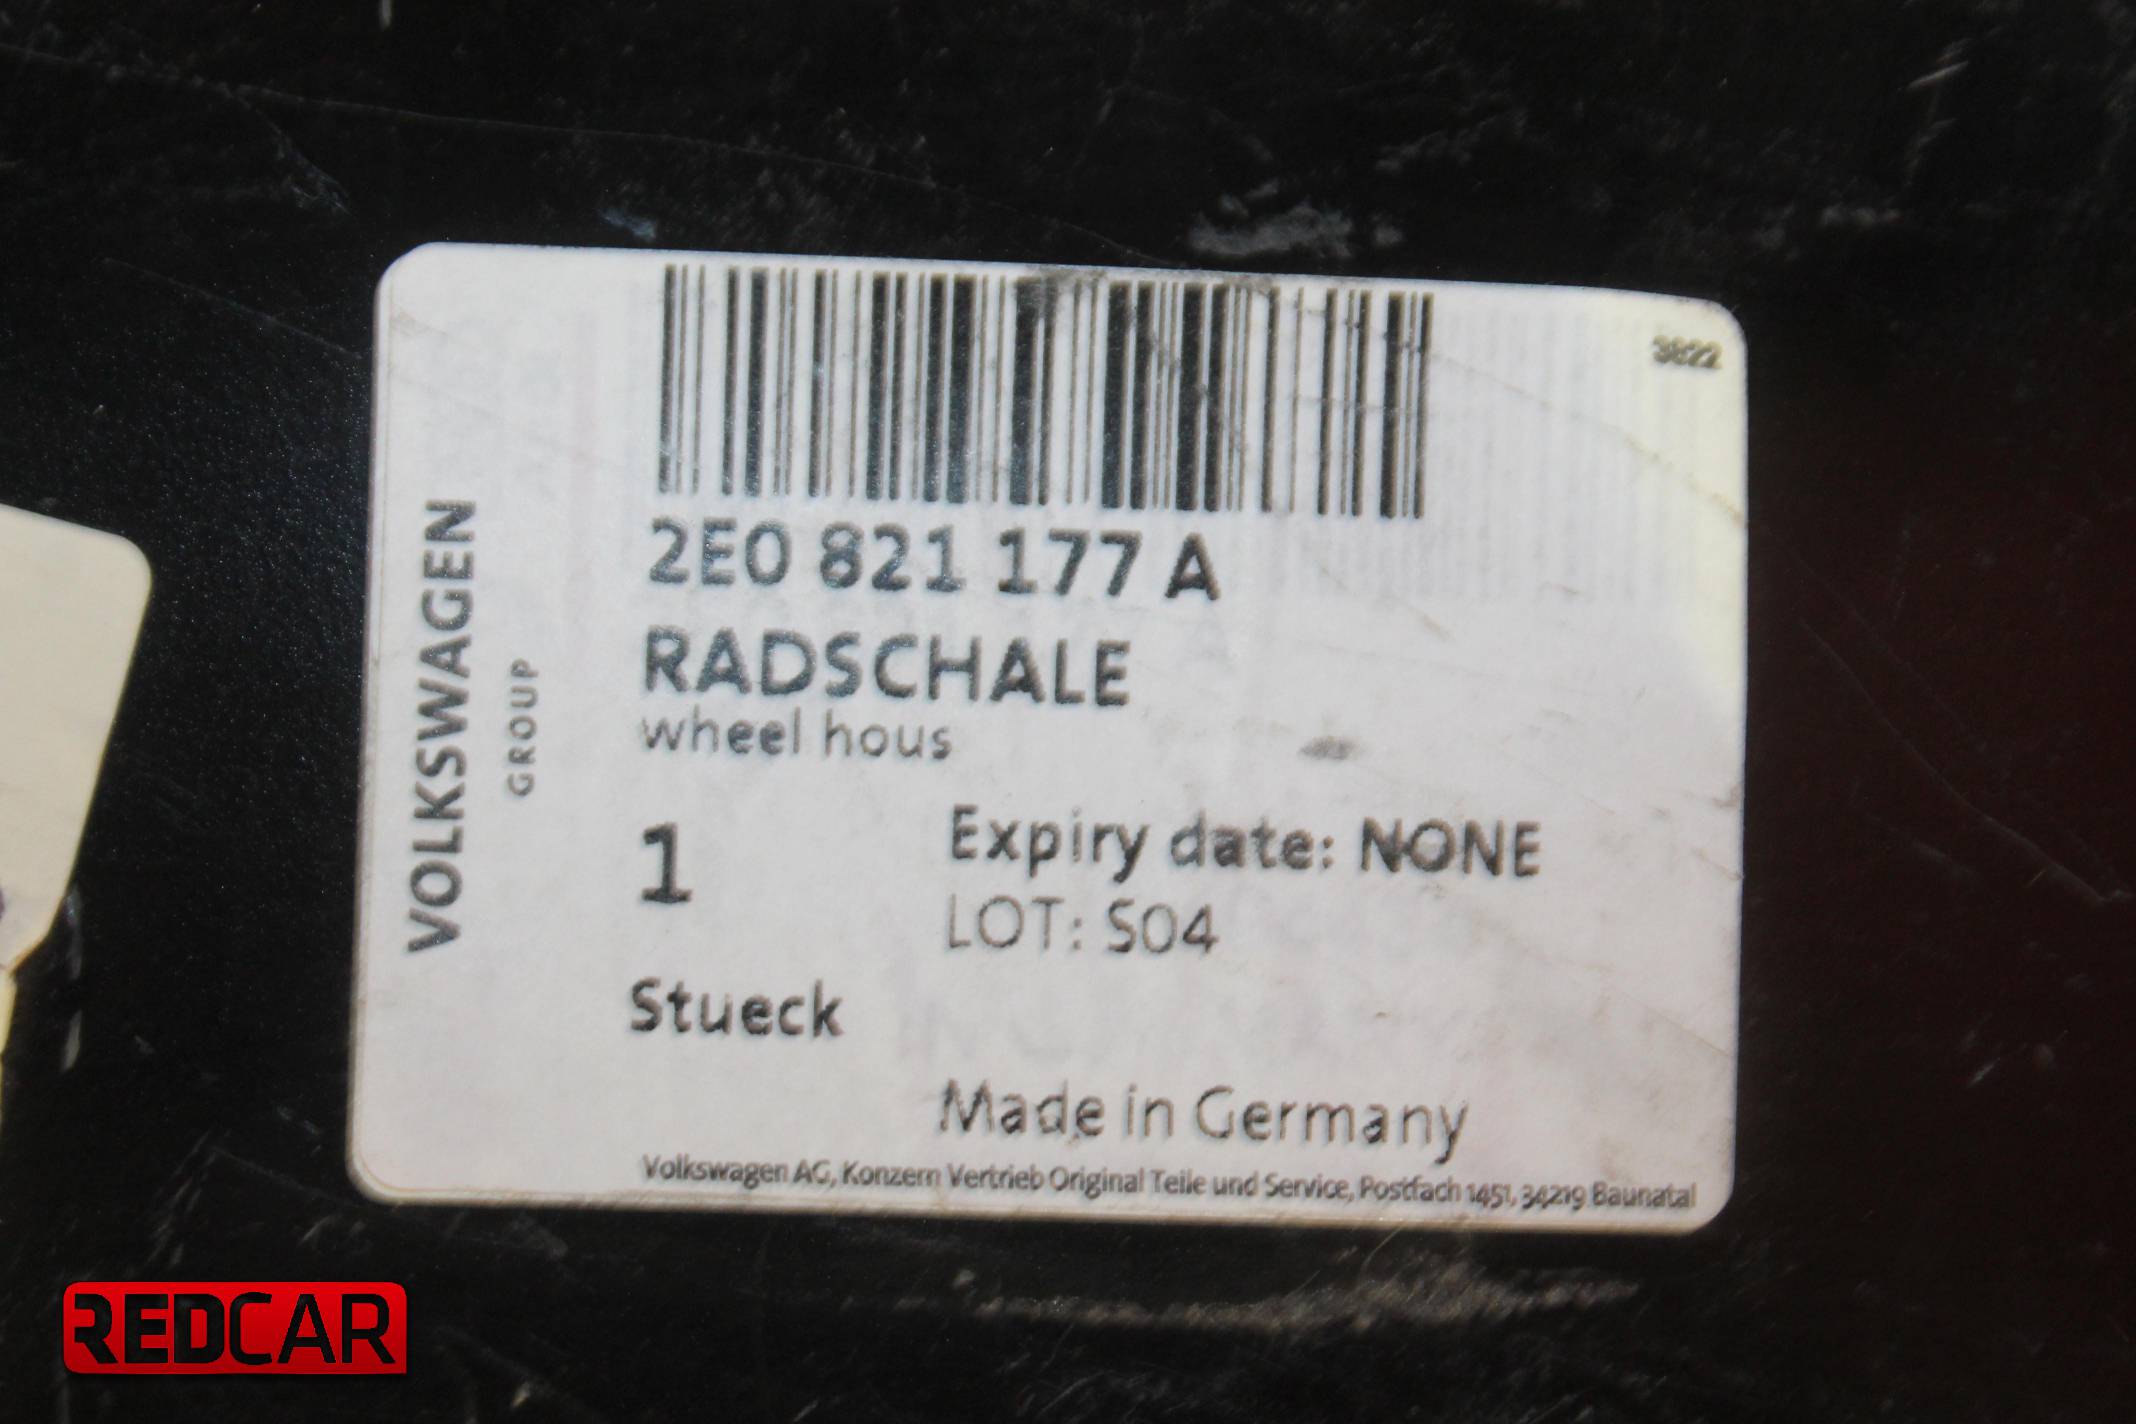 3822
2E0 821 177 A
RADSCHALE
wheel hous
VOLKSWAGEN
GROUP
1
Expiry date: NONE
LOT: S04
Stueck
Made in Germany
Volkswagen AG, Konzern Vertrieb Original Teile und Service, Postfach 1451, 34219 Baunatal
REDCAR